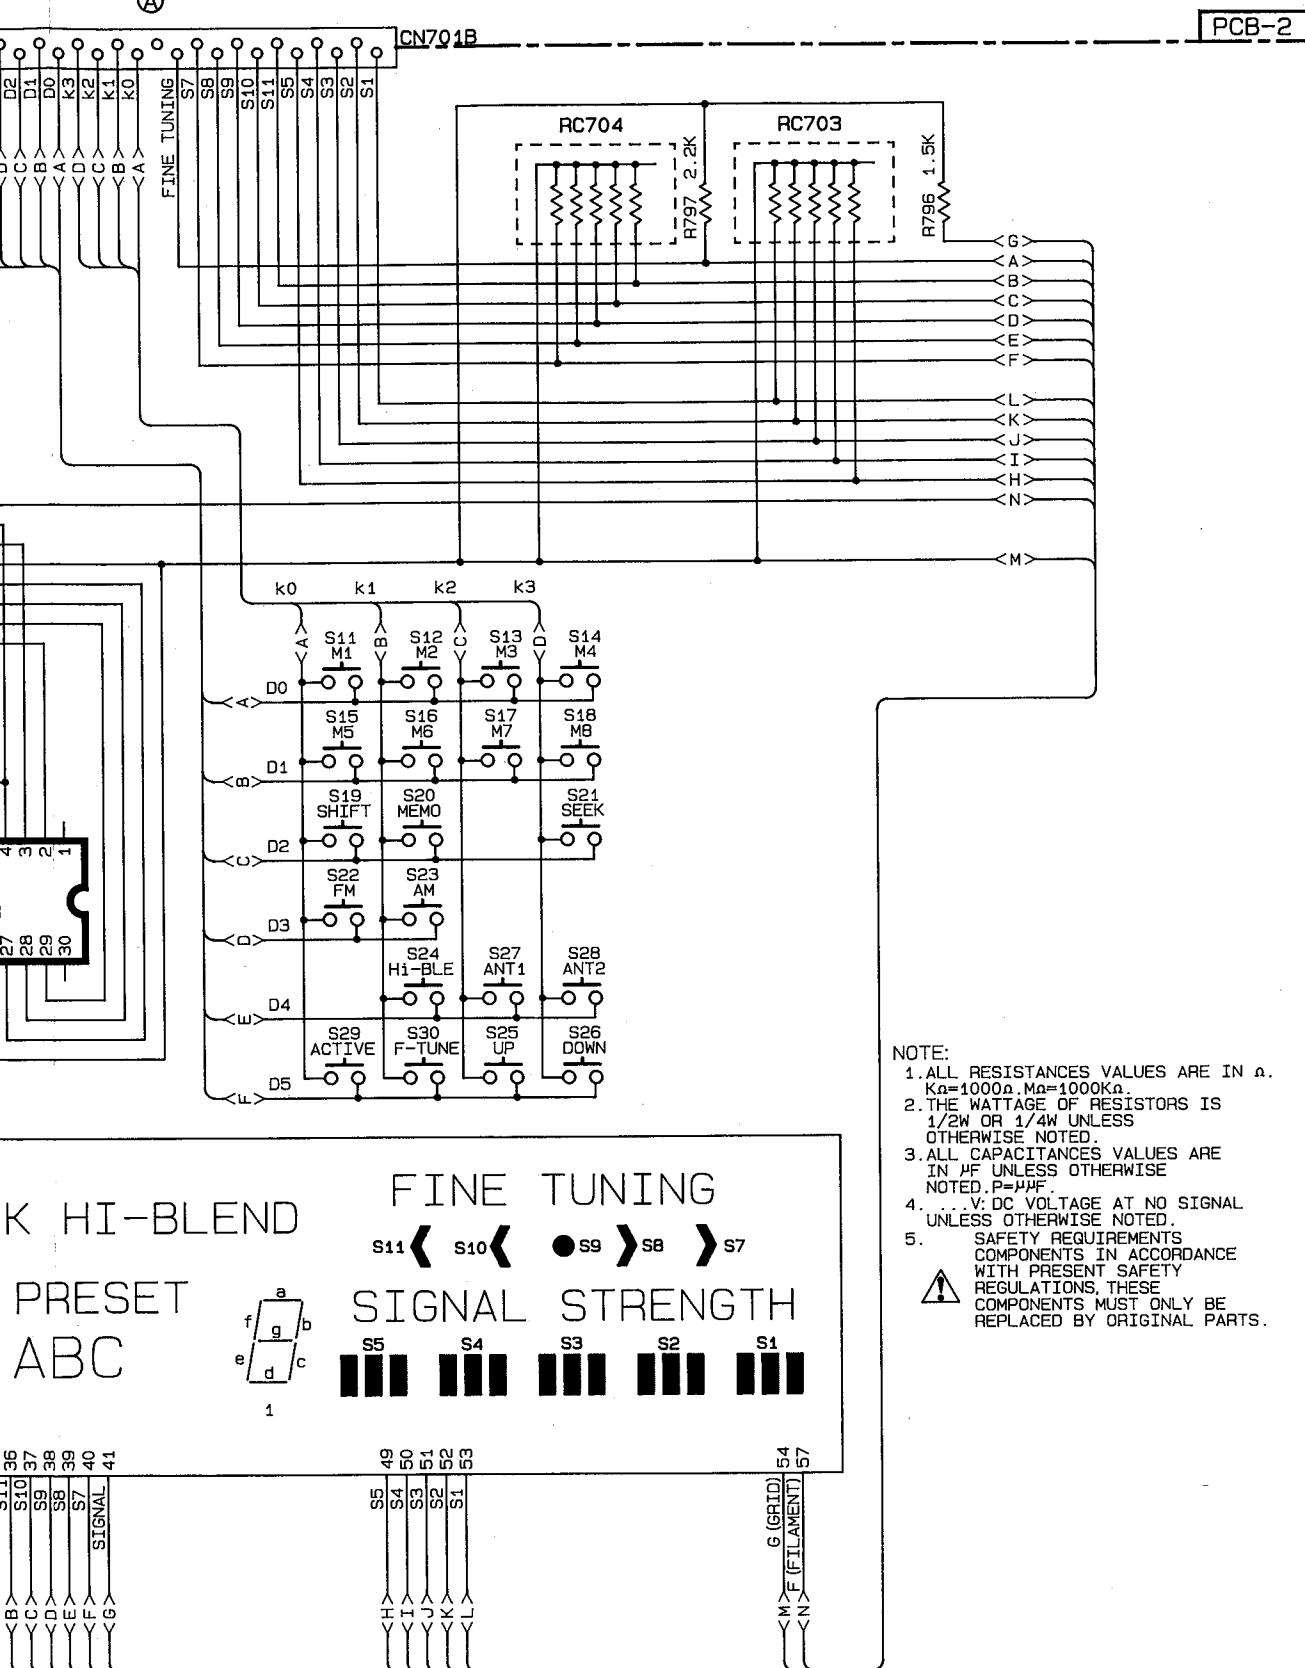 A
PCB-2
CN701B
D2 D1 D0 k3 k2 k1 k0 FINE TUNING S7 S8 S9 S10 S11 S5 S4 S3 S2 S1
D C B A D C B A
RC704 RC703
R797 2.2K
R796 1.5K
G
A
B
C
D
E
F
L
K
J
I
H
N
M
k0 k1 k2 k3
A B C D
S11 S12 S13 S14
M1 M2 M3 M4
D0
A
S15 S16 S17 S18
M5 M6 M7 M8
D1
B
S19 S20 S21
SHIFT MEMO SEEK
D2
C
S22 S23
FM AM
D3
D
S24 S27 S28
Hi-BLE ANT1 ANT2
D4
E
S29 S30 S25 S26
ACTIVE F-TUNE UP DOWN
D5
F
4 3 2 1
27 28 29 30
NOTE:
1.ALL RESISTANCES VALUES ARE IN Ω.
KΩ=1000Ω.MΩ=1000KΩ.
2.THE WATTAGE OF RESISTORS IS
1/2W OR 1/4W UNLESS
OTHERWISE NOTED.
3.ALL CAPACITANCES VALUES ARE
IN µF UNLESS OTHERWISE
NOTED.P=µµF.
4. ...V: DC VOLTAGE AT NO SIGNAL
UNLESS OTHERWISE NOTED.
5. SAFETY REQUIREMENTS
COMPONENTS IN ACCORDANCE
WITH PRESENT SAFETY
REGULATIONS, THESE
COMPONENTS MUST ONLY BE
REPLACED BY ORIGINAL PARTS.
K HI-BLEND
FINE TUNING
S11 S10 S9 S8 S7
PRESET
SIGNAL STRENGTH
ABC
a
f b
g
e c
d
1
S5 S4 S3 S2 S1
36 37 38 39 40 41
49 50 51 52 53
54 57
S11 S10 S9 S8 S7 SIGNAL
S5 S4 S3 S2 S1
G (GRID) F (FILAMENT)
B C D E F G
H I J K L
M N